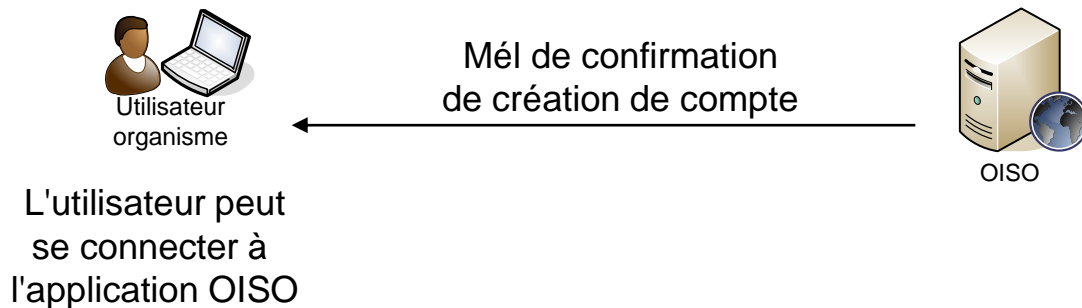 Mél de confirmation
de création de compte
Utilisateur
organisme
OISO
L'utilisateur peut
se connecter à
l'application OISO